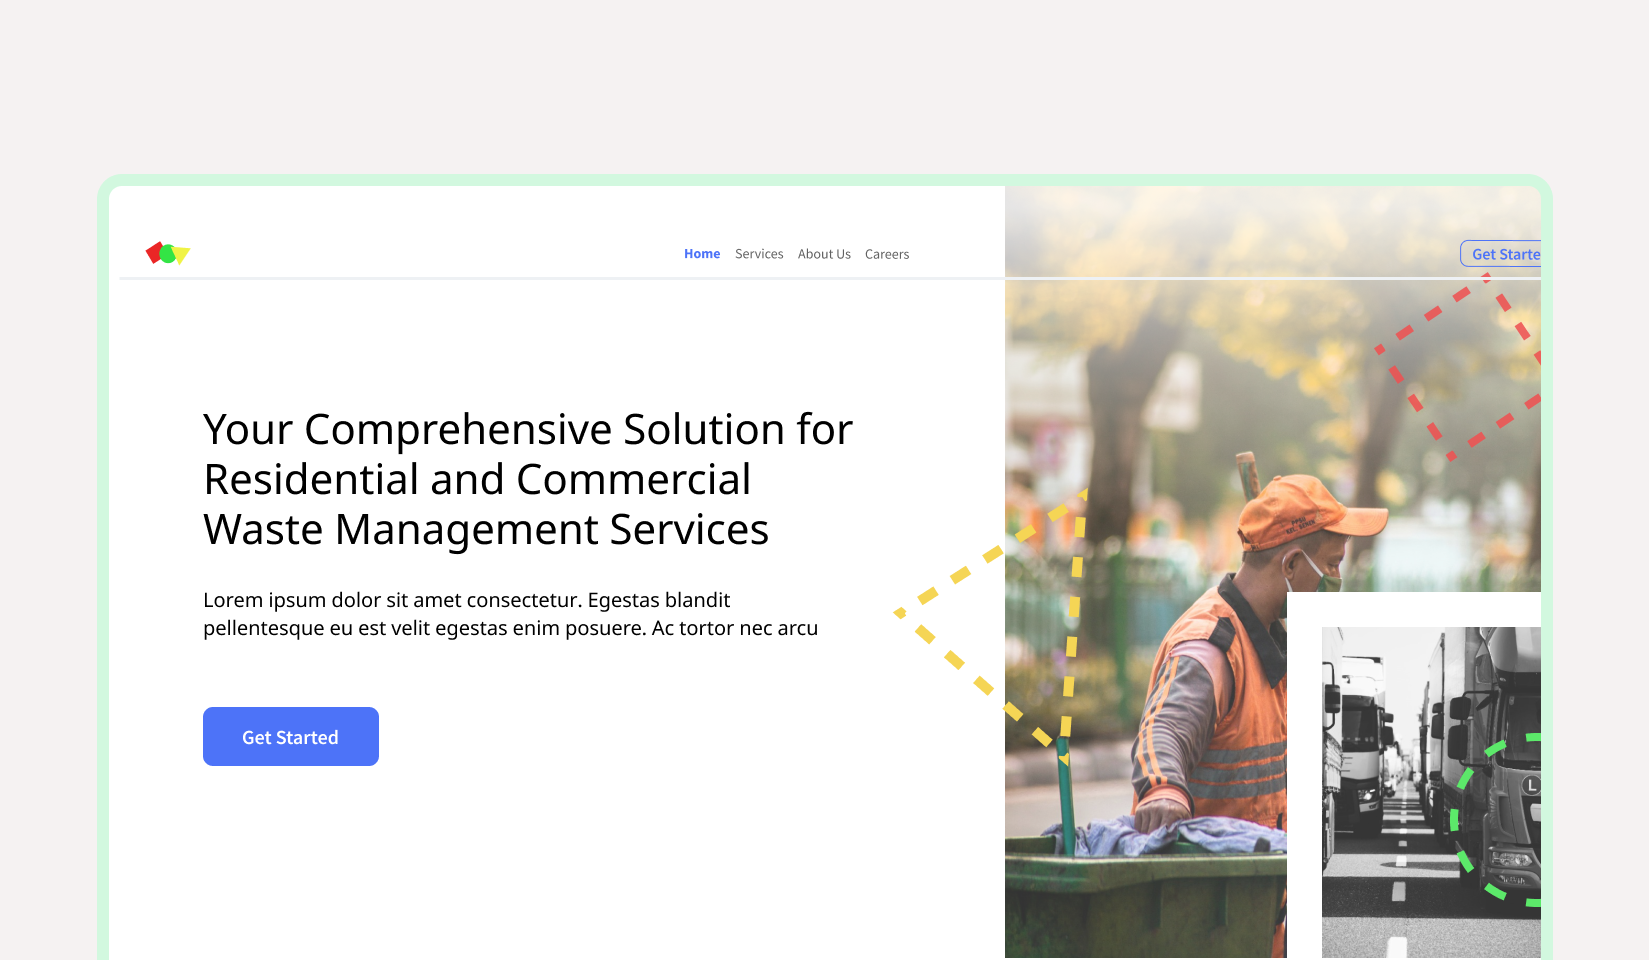 Home Services About Us Careers
Get Starte
Your Comprehensive Solution for
Residential and Commercial
Waste Management Services
Lorem ipsum dolor sit amet consectetur. Egestas blandit
pellentesque eu est velit egestas enim posuere. Ac tortor nec arcu
Get Started
L